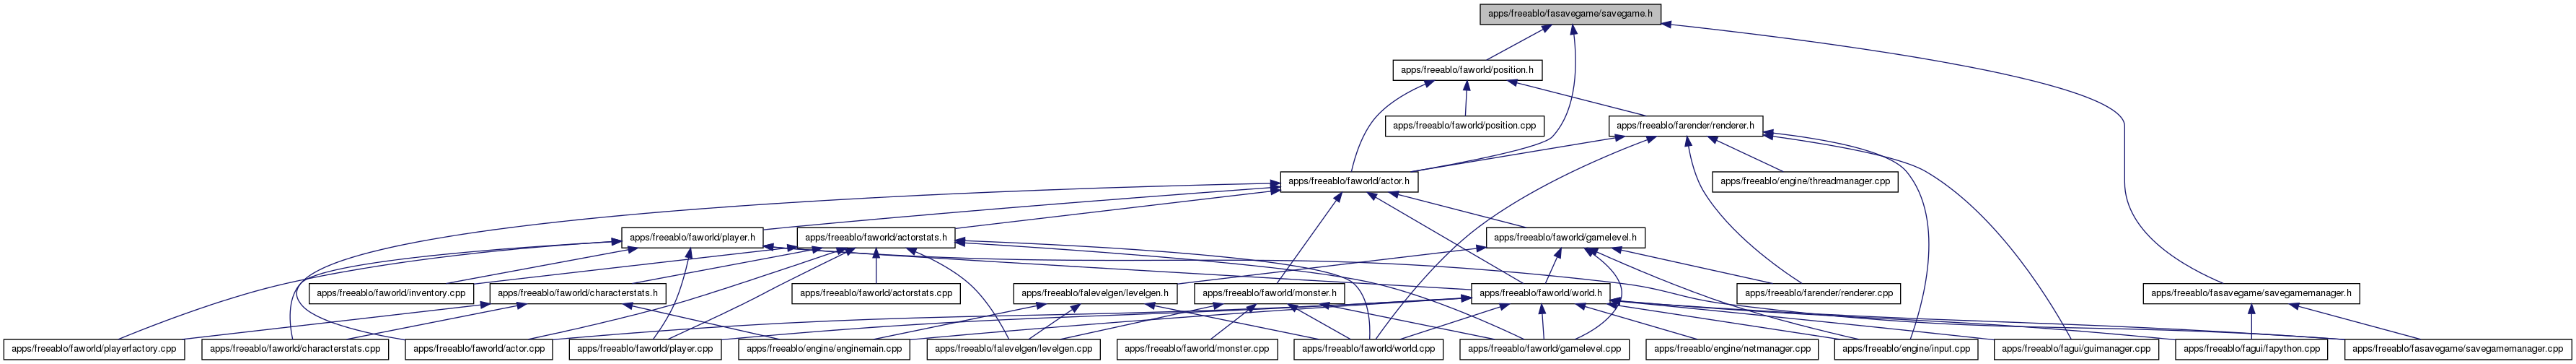 apps/freeablo/fasavegame/savegame.h
apps/freeablo/faworld/position.h
apps/freeablo/faworld/position.cpp
apps/freeablo/farender/renderer.h
apps/freeablo/faworld/actor.h
apps/freeablo/engine/threadmanager.cpp
apps/freeablo/faworld/player.h
apps/freeablo/faworld/actorstats.h
apps/freeablo/faworld/gamelevel.h
apps/freeablo/faworld/inventory.cpp
apps/freeablo/faworld/characterstats.h
apps/freeablo/faworld/actorstats.cpp
apps/freeablo/falevelgen/levelgen.h
apps/freeablo/faworld/monster.h
apps/freeablo/faworld/world.h
apps/freeablo/farender/renderer.cpp
apps/freeablo/fasavegame/savegamemanager.h
apps/freeablo/faworld/playerfactory.cpp
apps/freeablo/faworld/characterstats.cpp
apps/freeablo/faworld/actor.cpp
apps/freeablo/faworld/player.cpp
apps/freeablo/engine/enginemain.cpp
apps/freeablo/falevelgen/levelgen.cpp
apps/freeablo/faworld/monster.cpp
apps/freeablo/faworld/world.cpp
apps/freeablo/faworld/gamelevel.cpp
apps/freeablo/engine/netmanager.cpp
apps/freeablo/engine/input.cpp
apps/freeablo/fagui/guimanager.cpp
apps/freeablo/fagui/fapython.cpp
apps/freeablo/fasavegame/savegamemanager.cpp